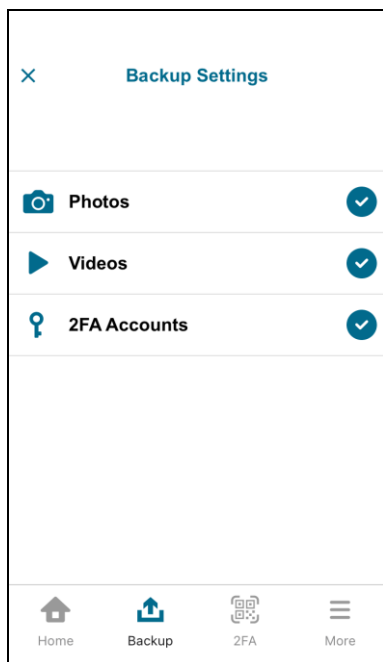 Backup Settings
Photos
Videos
2FA Accounts
Home
Backup
2FA
More